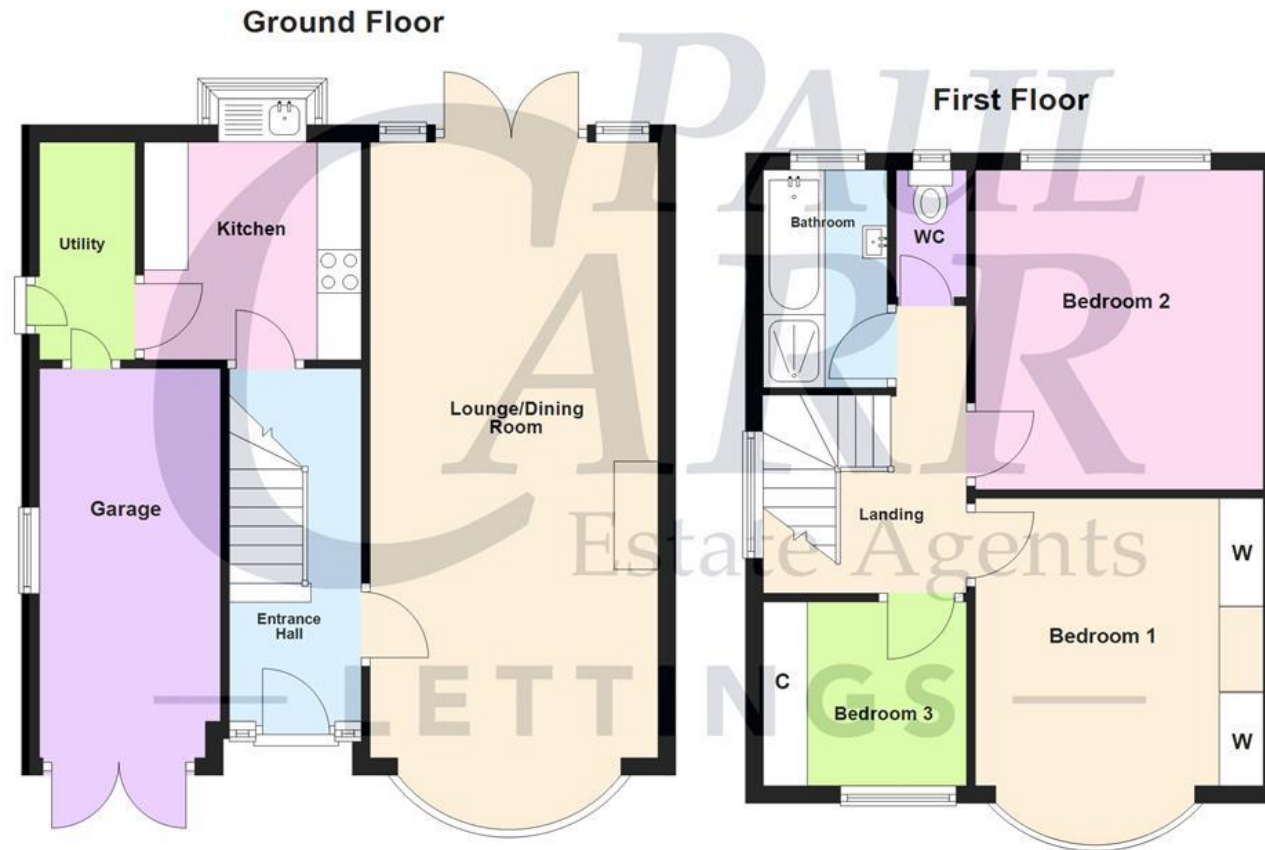 Ground Floor
First Floor
PAUL
CARR
Estate Agents
LETTINGS
Utility
Kitchen
Lounge/Dining
Room
Garage
Entrance
Hall
Bathroom
WC
Bedroom 2
Landing
W
Bedroom 1
C
Bedroom 3
W